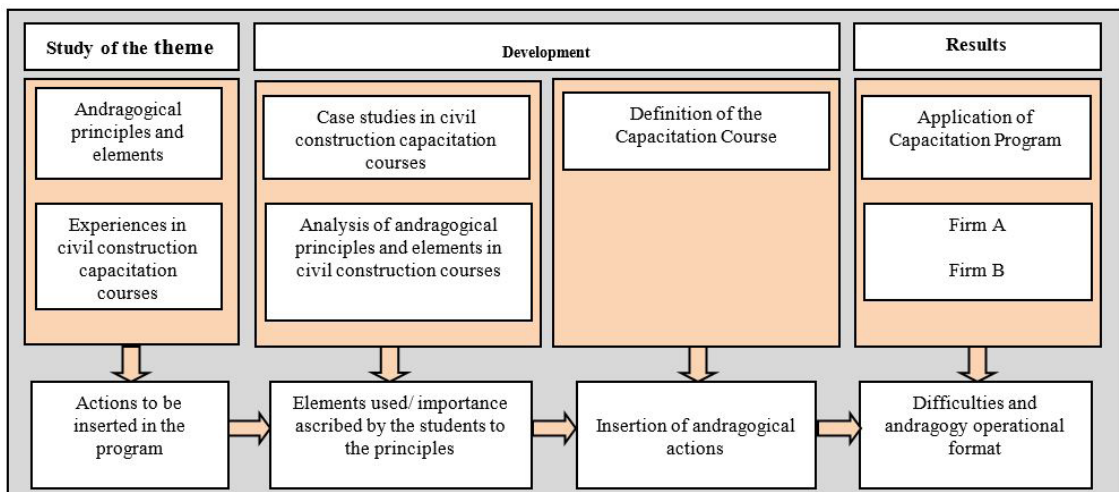 Study of the theme
Development
Results
Andragogical
principles and
elements
Experiences in
civil construction
capacitation
courses
Case studies in civil
construction capacitation
courses
Analysis of andragogical
principles and elements in
civil construction courses
Definition of the
Capacitation Course
Application of
Capacitation Program
Firm A
Firm B
Actions to be
inserted in the
program
Elements used/ importance
ascribed by the students to
the principles
Insertion of andragogical
actions
Difficulties and
andragogy operational
format